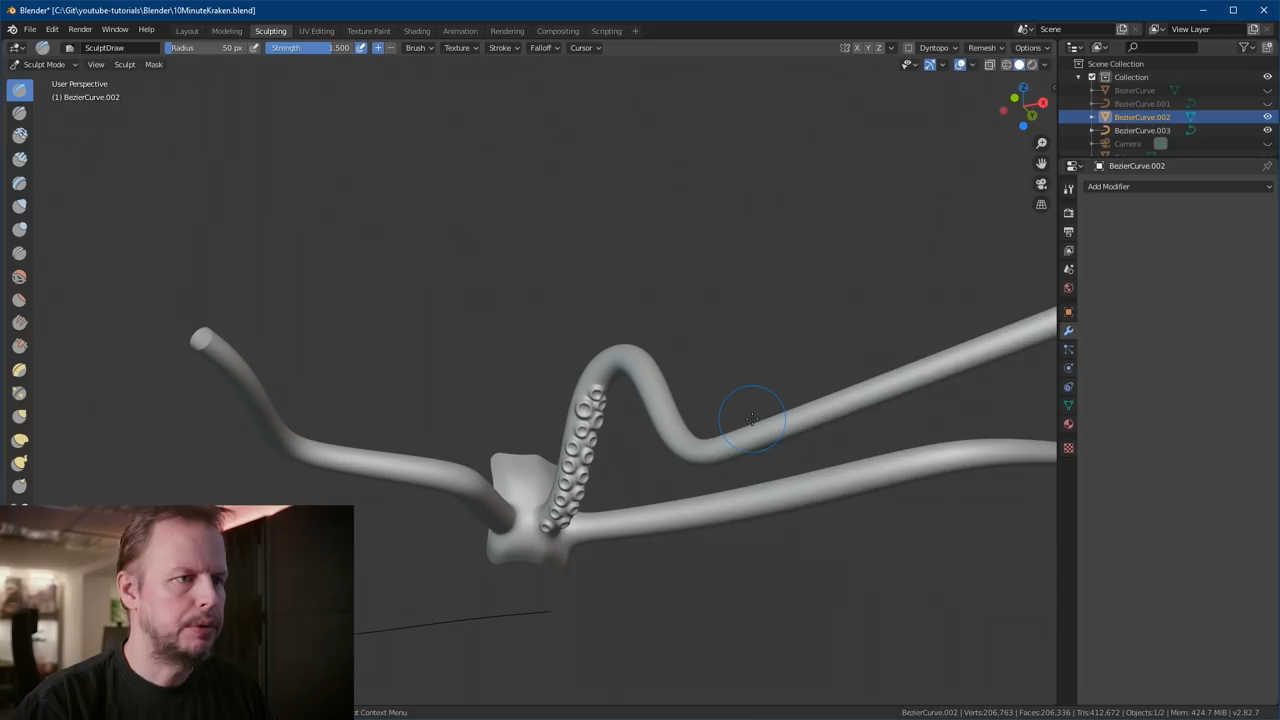 Blender* [C:\Git\youtube-tutorials\Blender\10MinuteKraken.blend]
File Edit Render Window Help Layout Modeling Sculpting UV Editing Texture Paint Shading Animation Rendering Compositing Scripting + Scene View Layer
SculptDraw Radius 50 px Strength 1.500 Brush Texture Stroke Falloff Cursor X Y Z Dyntopo Remesh Options
Sculpt Mode View Sculpt Mask
Scene Collection
Collection
BezierCurve
BezierCurve.001
BezierCurve.002
BezierCurve.003
Camera
User Perspective
(1) BezierCurve.002
Z
X
Y
BezierCurve.002
Add Modifier
Context Menu
BezierCurve.002 | Verts:206,763 | Faces:206,336 | Tris:412,672 | Objects:1/2 | Mem: 424.7 MiB | v2.82.7